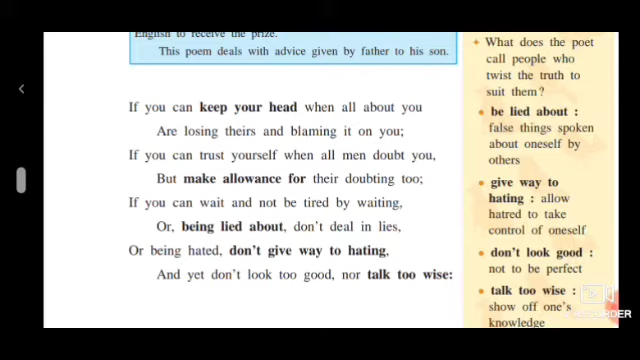 English to receive the prize.
This poem deals with advice given by father to his son.
If you can keep your head when all about you
Are losing theirs and blaming it on you;
If you can trust yourself when all men doubt you,
But make allowance for their doubting too;
If you can wait and not be tired by waiting,
Or, being lied about, don't deal in lies,
Or being hated, don't give way to hating,
And yet don't look too good, nor talk too wise:
What does the poet
call people who
twist the truth to
suit them?
• be lied about :
false things spoken
about oneself by
others
• give way to
hating : allow
hatred to take
control of oneself
• don't look good :
not to be perfect
• talk too wise :
show off one's
knowledge